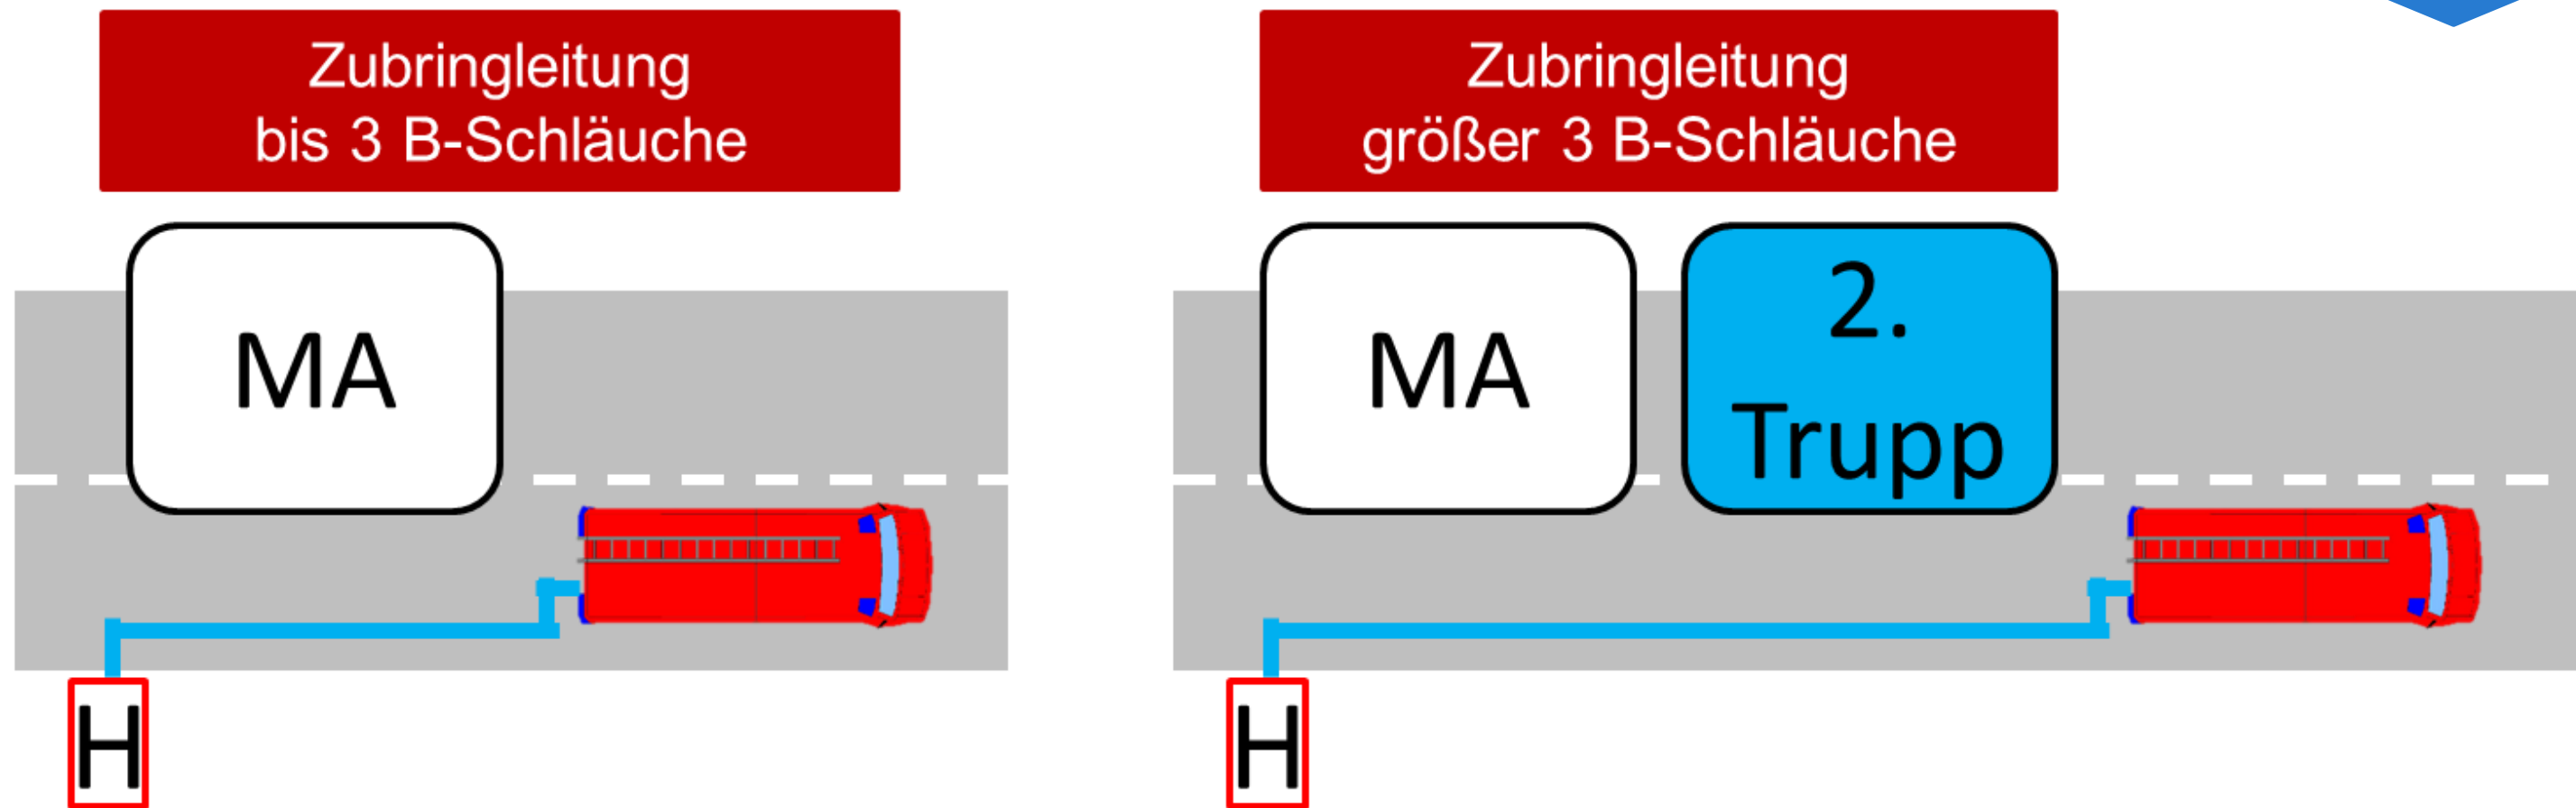 Zubringleitung
bis 3 B-Schläuche
MA
H
Zubringleitung
größer 3 B-Schläuche
MA
2.
Trupp
H